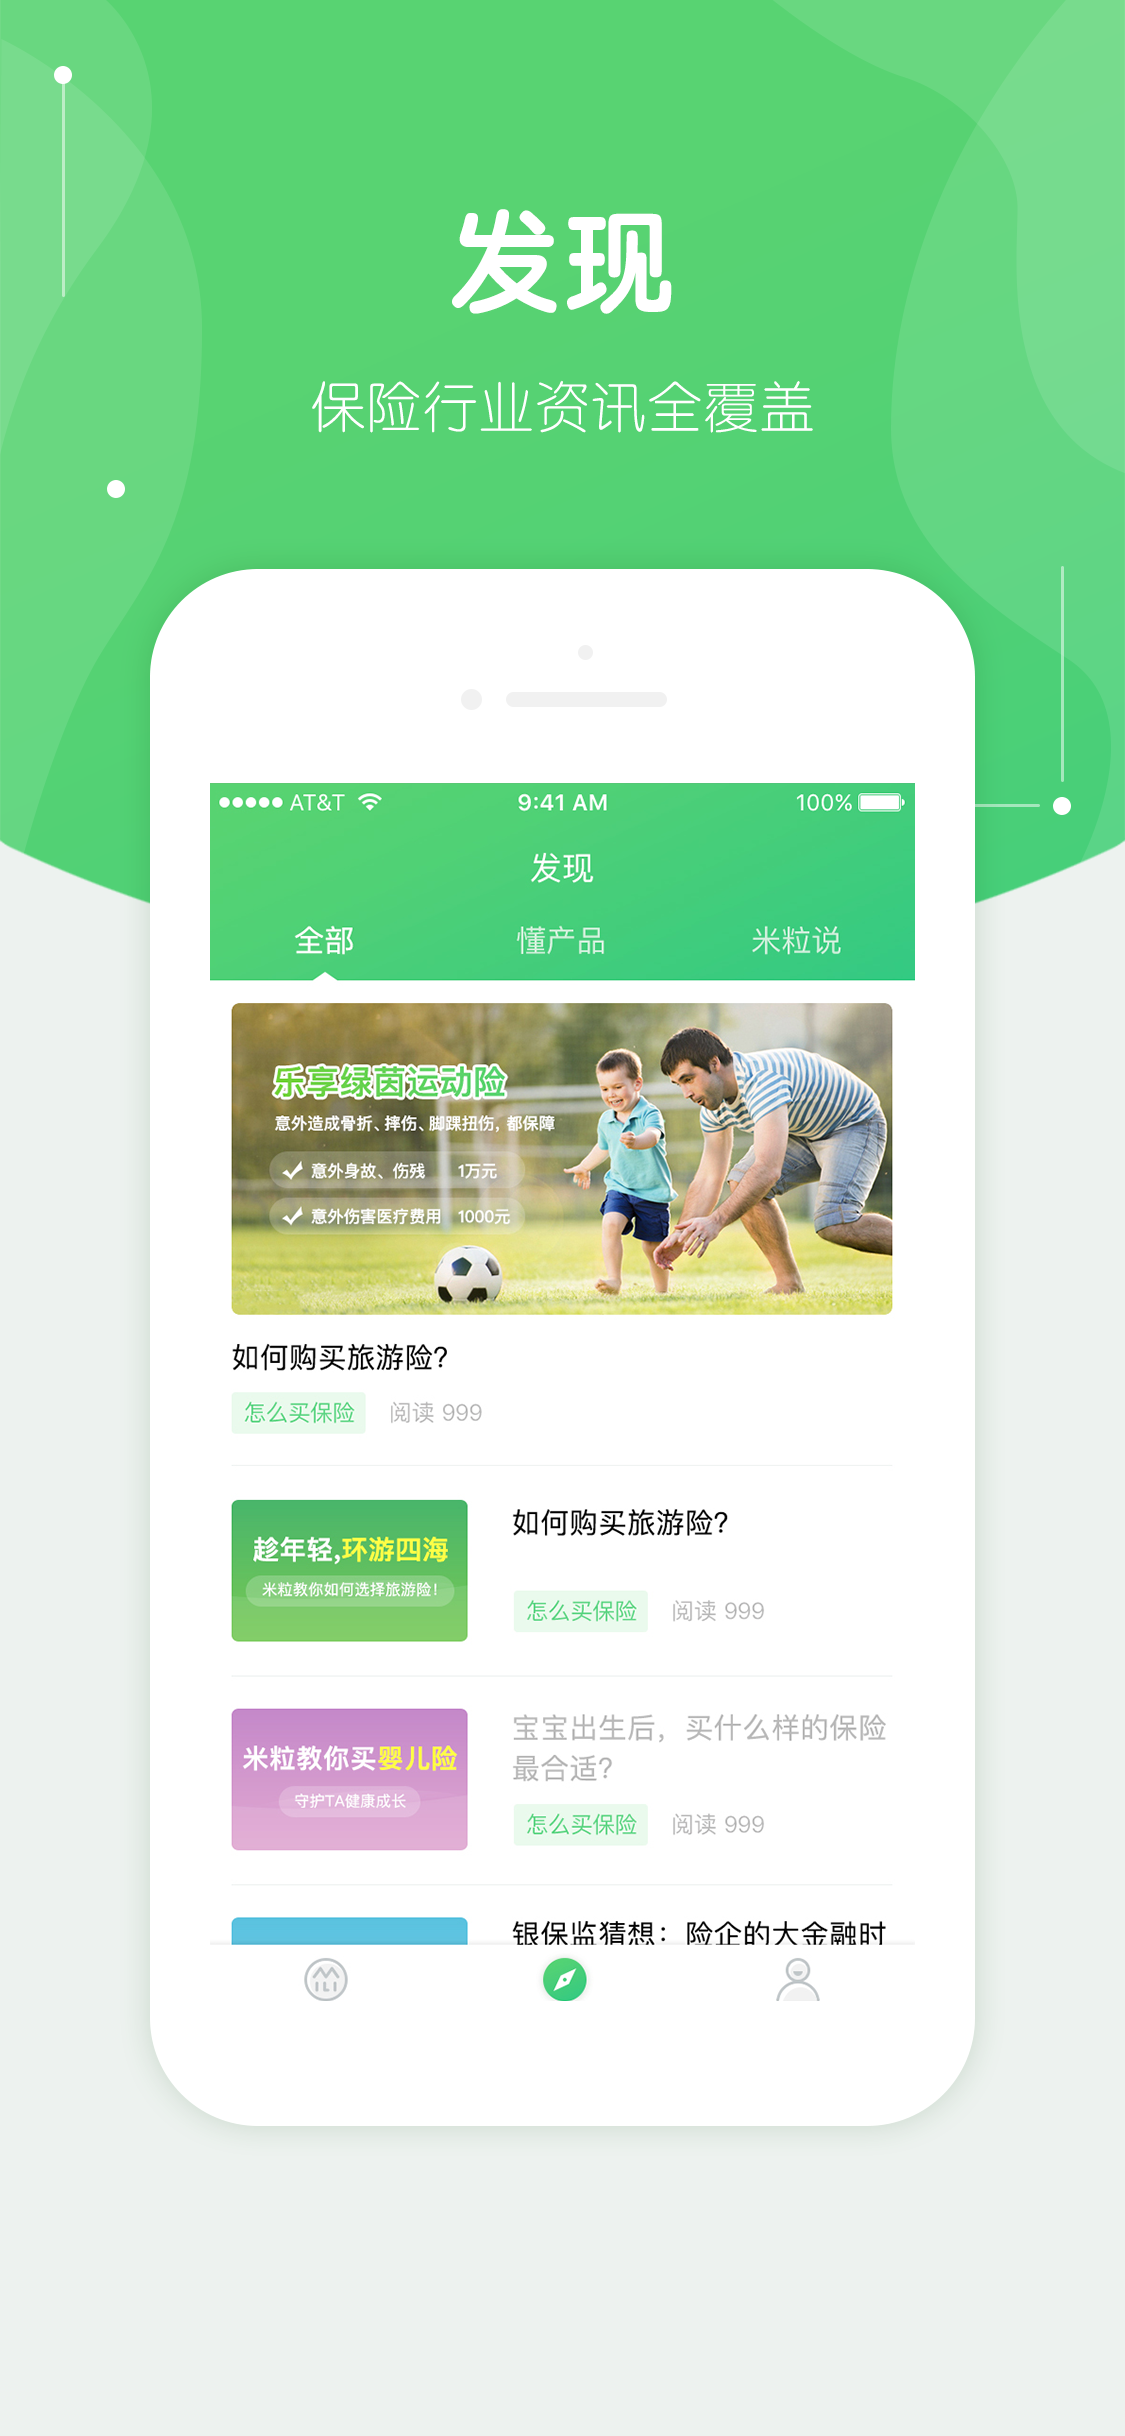 发现
保险行业资讯全覆盖
AT&T 9:41 AM 100%
发现
全部 懂产品 米粒说
乐享绿茵运动险
意外造成骨折、摔伤、脚踝扭伤，都保障
意外身故、伤残 1万元
意外伤害医疗费用 1000元
如何购买旅游险?
怎么买保险 阅读 999
趁年轻,环游四海
米粒教你如何选择旅游险!
如何购买旅游险?
怎么买保险 阅读 999
米粒教你买婴儿险
守护TA健康成长
宝宝出生后，买什么样的保险
最合适?
怎么买保险 阅读 999
银保监猜想：险企的大金融时
ILI